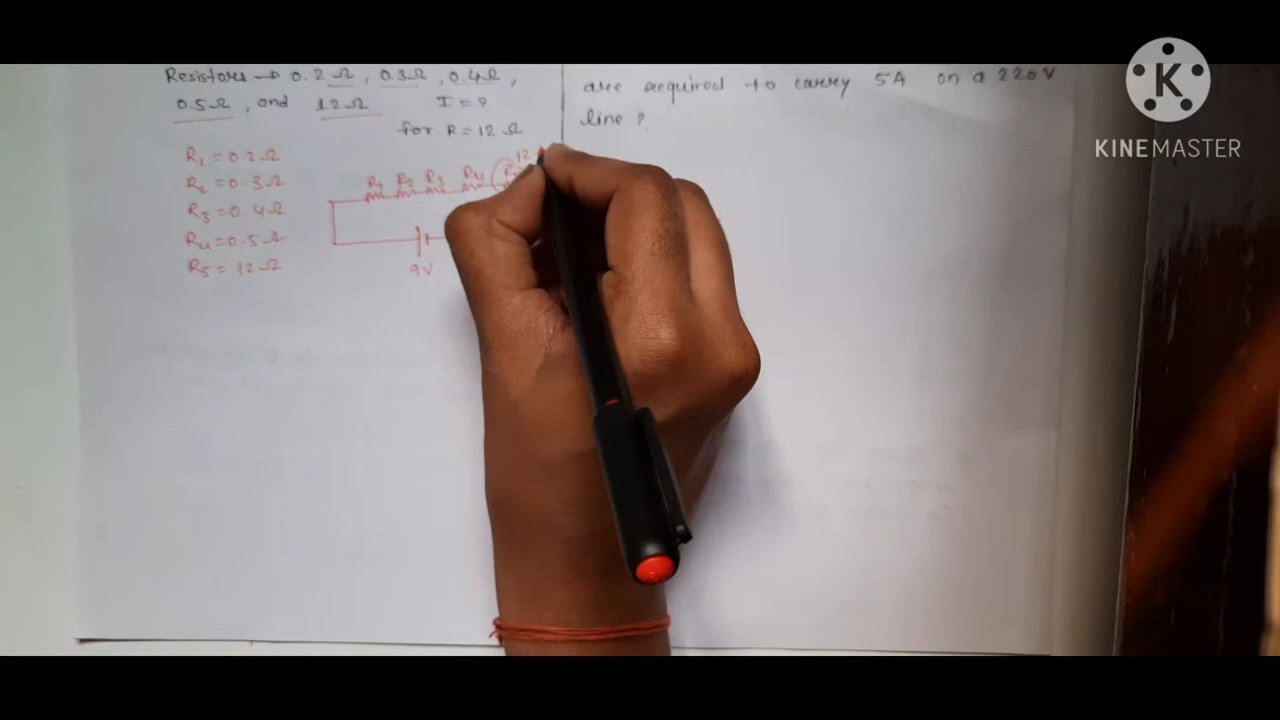 Resistors → 0.2 Ω, 0.3 Ω, 0.4 Ω,
0.5 Ω, and 12 Ω I = ?
for R = 12 Ω
R₁ = 0.2 Ω
R₂ = 0.3 Ω
R₃ = 0.4 Ω
R₄ = 0.5 Ω
R₅ = 12 Ω
R₁ R₂ R₃ R₄
12
9V
are required to carry 5A on a 220V
line ?
K
KINEMASTER